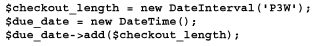 $checkout_length = new DateInterval('P3W');
$due_date = new DateTime();
$due_date->add($checkout_length);